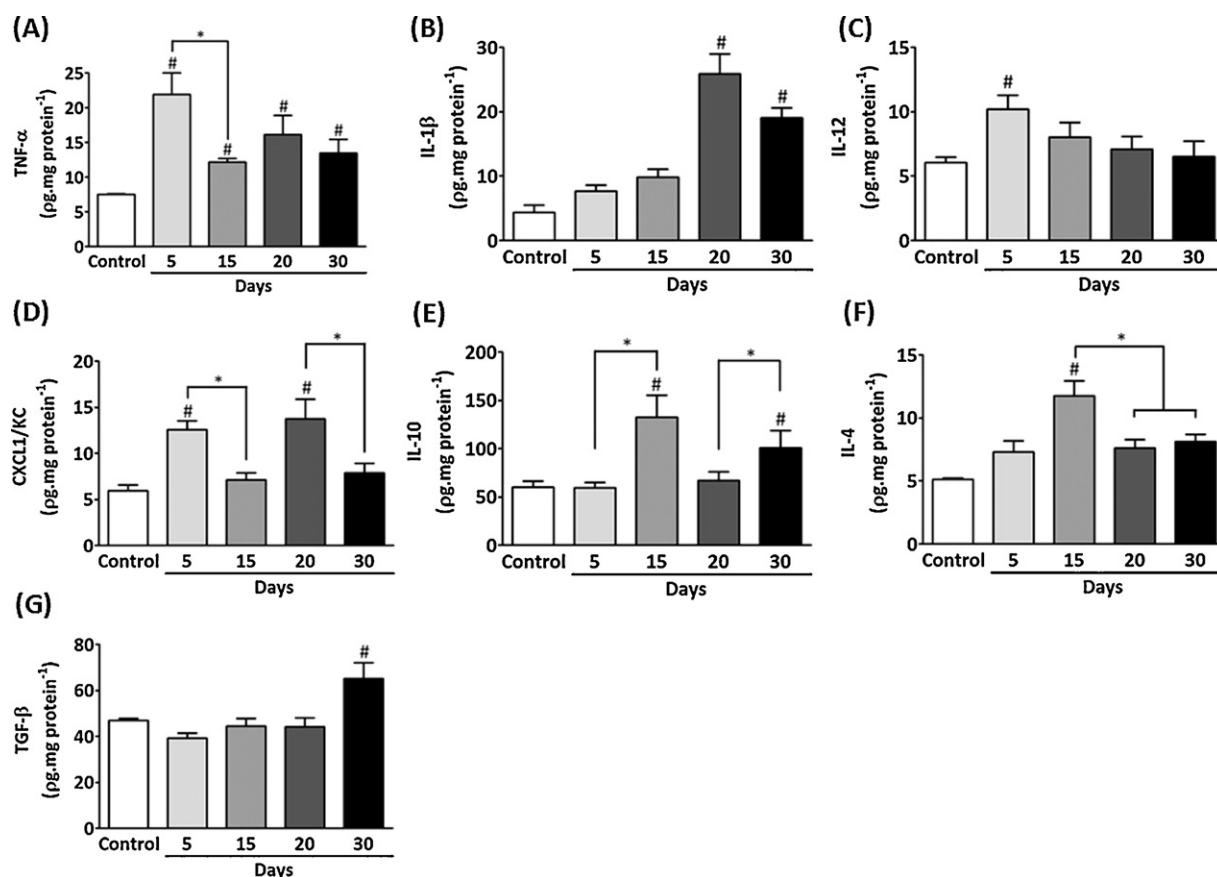 (A)
*
#
#
#
#
TNF-α
(ρg.mg protein⁻¹)
25
20
15
10
5
0
Control 5 15 20 30
Days
(B)
#
#
IL-1β
(ρg.mg protein⁻¹)
30
20
10
0
Control 5 15 20 30
Days
(C)
#
IL-12
(ρg.mg protein⁻¹)
15
10
5
0
Control 5 15 20 30
Days
(D)
*
*
#
#
CXCL1/KC
(ρg.mg protein⁻¹)
20
15
10
5
0
Control 5 15 20 30
Days
(E)
*
*
#
#
IL-10
(ρg.mg protein⁻¹)
200
150
100
50
0
Control 5 15 20 30
Days
(F)
*
#
IL-4
(ρg.mg protein⁻¹)
15
10
5
0
Control 5 15 20 30
Days
(G)
#
TGF-β
(ρg.mg protein⁻¹)
80
60
40
20
0
Control 5 15 20 30
Days